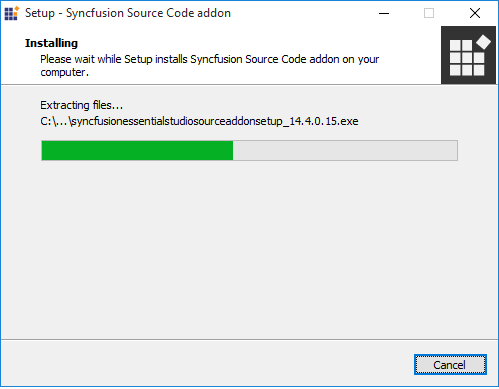 Setup - Syncfusion Source Code addon
Installing
Please wait while Setup installs Syncfusion Source Code addon on your
computer.
Extracting files...
C:\...\syncfusionessentialstudiosourceaddonsetup_14.4.0.15.exe
Cancel